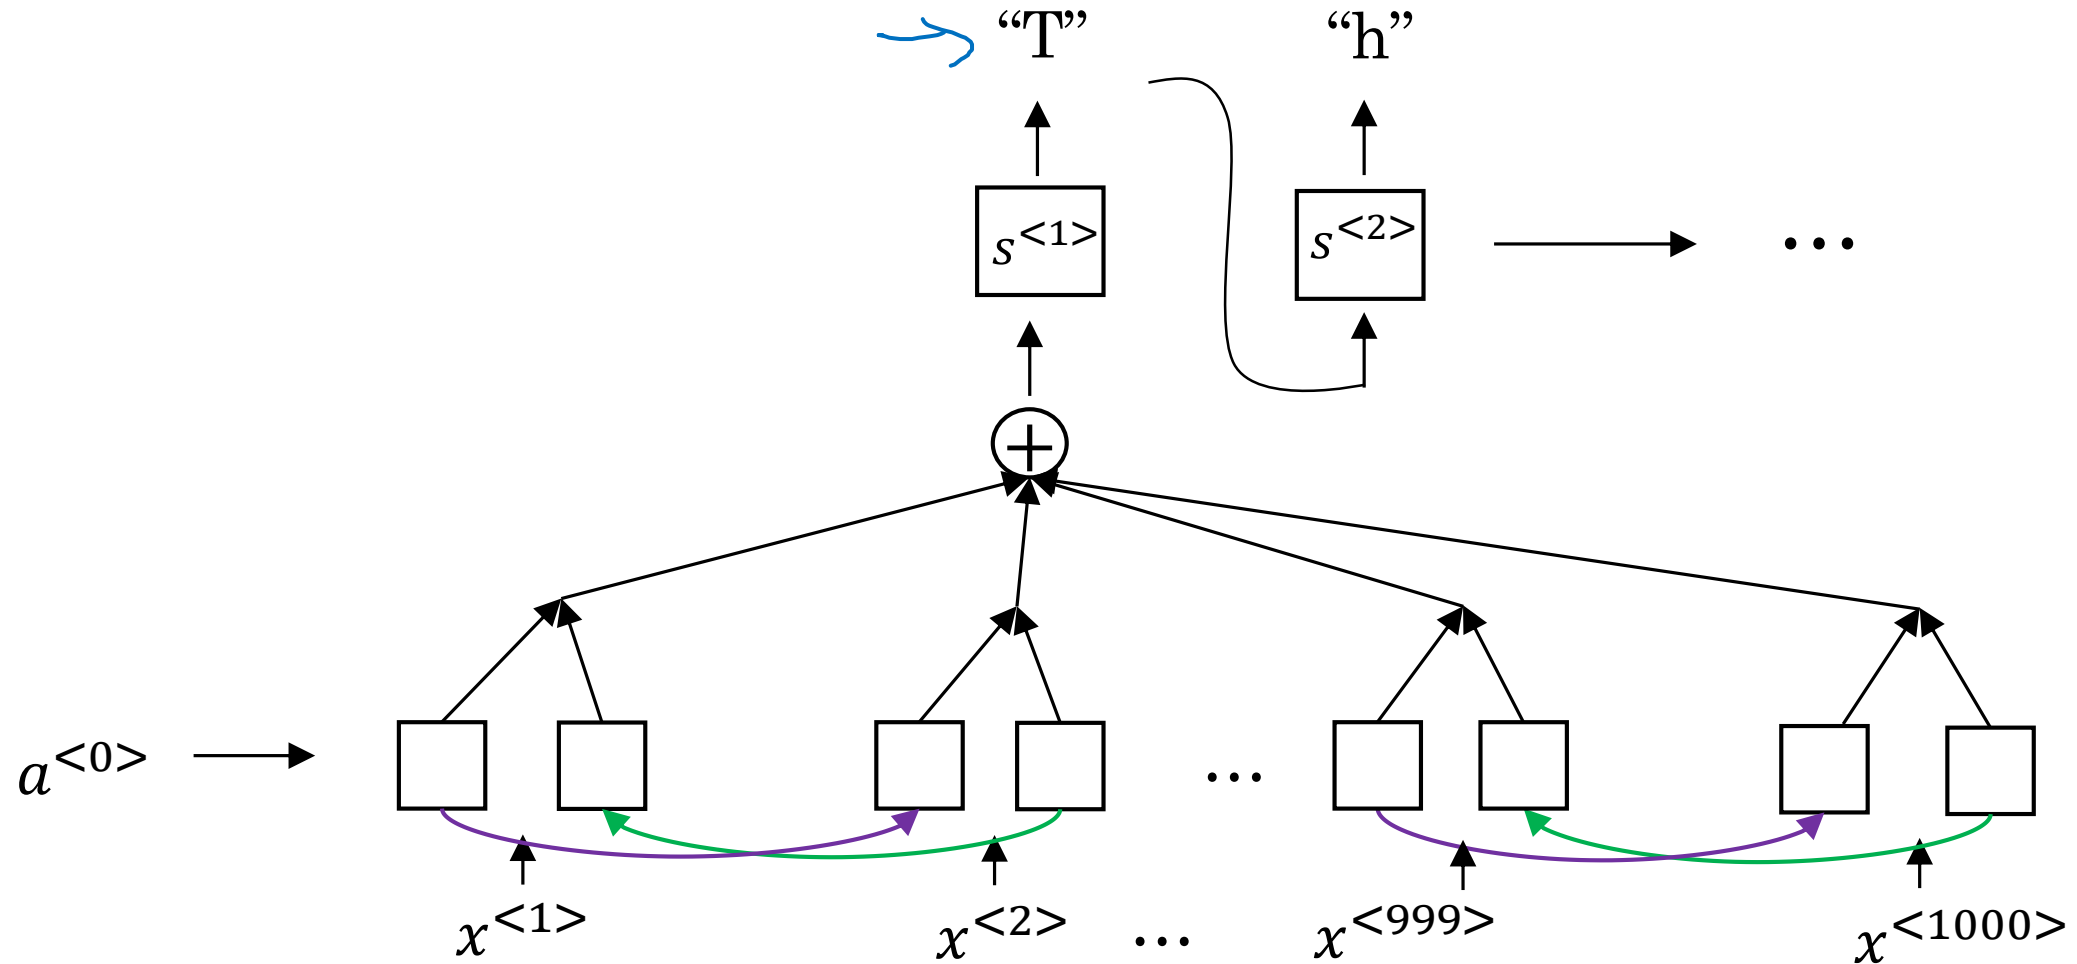 “T” “h”
s<1> s<2> ...
+
a<0> ...
x<1> x<2> ... x<999> x<1000>